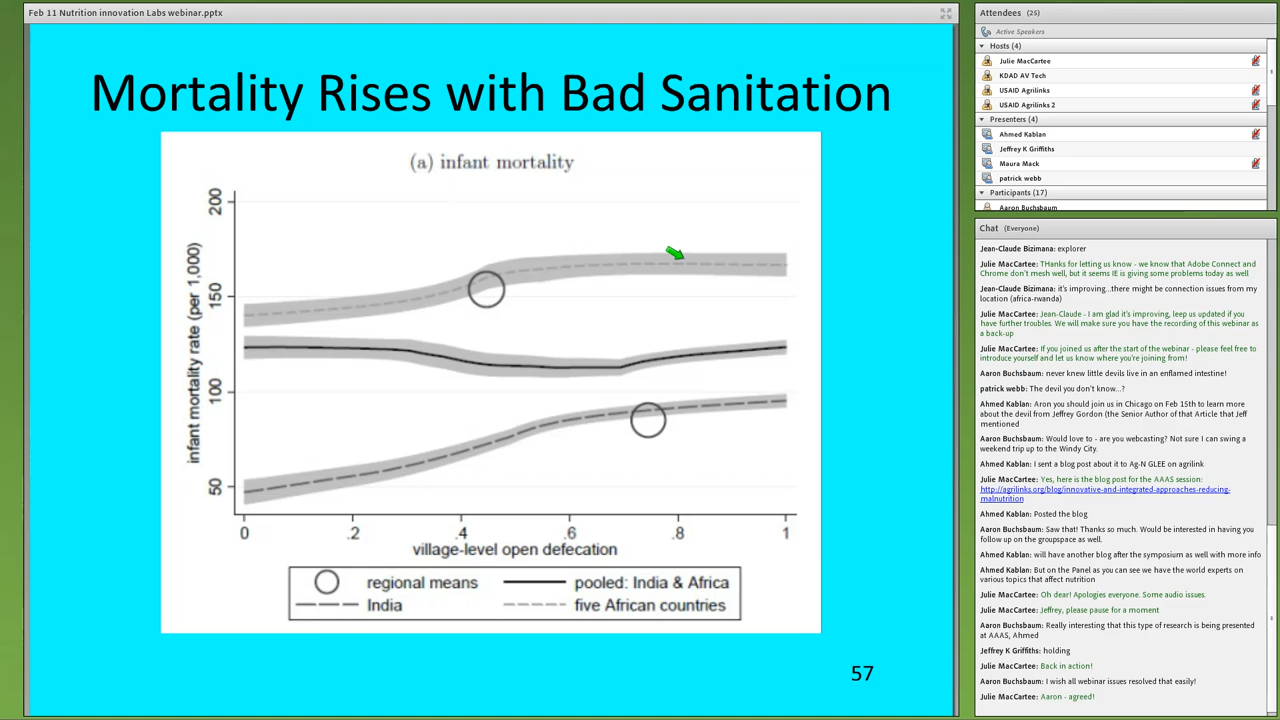 Feb 11 Nutrition innovation Labs webinar.pptx
Mortality Rises with Bad Sanitation
(a) infant mortality
infant mortality rate (per 1,000)
200
150
100
50
0 .2 .4 .6 .8 1
village-level open defecation
regional means
pooled: India & Africa
India
five African countries
57
Attendees (25)
Active Speakers
Hosts (4)
Julie MacCartee
KDAD AV Tech
USAID Agrilinks
USAID Agrilinks 2
Presenters (4)
Ahmed Kablan
Jeffrey K Griffiths
Maura Mack
patrick webb
Participants (17)
Aaron Buchsbaum
Chat (Everyone)
Jean-Claude Bizimana: explorer
Julie MacCartee: THanks for letting us know - we know that Adobe Connect and
Chrome don't mesh well, but it seems IE is giving some problems today as well
Jean-Claude Bizimana: it's improving...there might be connection issues from my
location (africa-rwanda)
Julie MacCartee: Jean-Claude - I am glad it's improving, leep us updated if you
have further troubles. We will make sure you have the recording of this webinar as
a back-up
Julie MacCartee: If you joined us after the start of the webinar - please feel free to
introduce yourself and let us know where you're joining from!
Aaron Buchsbaum: never knew little devils live in an enflamed intestine!
patrick webb: The devil you don't know...?
Ahmed Kablan: Aron you should join us in Chicago on Feb 15th to learn more
about the devil from Jeffrey Gordon (the Senior Author of that Article that Jeff
mentioned
Aaron Buchsbaum: Would love to - are you webcasting? Not sure I can swing a
weekend trip up to the Windy City.
Ahmed Kablan: I sent a blog post about it to Ag-N GLEE on agrilink
Julie MacCartee: Yes, here is the blog post for the AAAS session:
http://agrilinks.org/blog/innovative-and-integrated-approaches-reducing-
malnutrition
Ahmed Kablan: Posted the blog
Aaron Buchsbaum: Saw that! Thanks so much. Would be interested in having you
follow up on the groupspace as well.
Ahmed Kablan: will have another blog after the symposium as well with more info
Ahmed Kablan: But on the Panel as you can see we have the world experts on
various topics that affect nutrition
Julie MacCartee: Oh dear! Apologies everyone. Some audio issues.
Julie MacCartee: Jeffrey, please pause for a moment
Aaron Buchsbaum: Really interesting that this type of research is being presented
at AAAS, Ahmed
Jeffrey K Griffiths: holding
Julie MacCartee: Back in action!
Aaron Buchsbaum: I wish all webinar issues resolved that easily!
Julie MacCartee: Aaron - agreed!